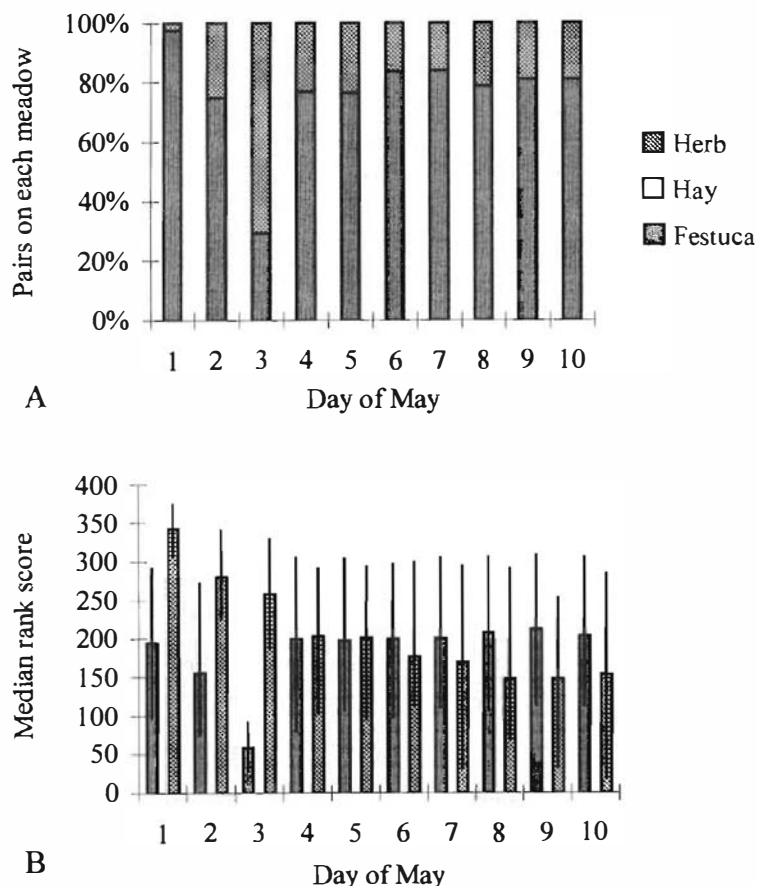 100%
80%
60%
40%
20%
0%
Pairs on each meadow
Herb
Hay
Festuca
1 2 3 4 5 6 7 8 9 10
A
Day of May
400
350
300
250
200
150
100
50
0
Median rank score
1 2 3 4 5 6 7 8 9 10
B
Day of May